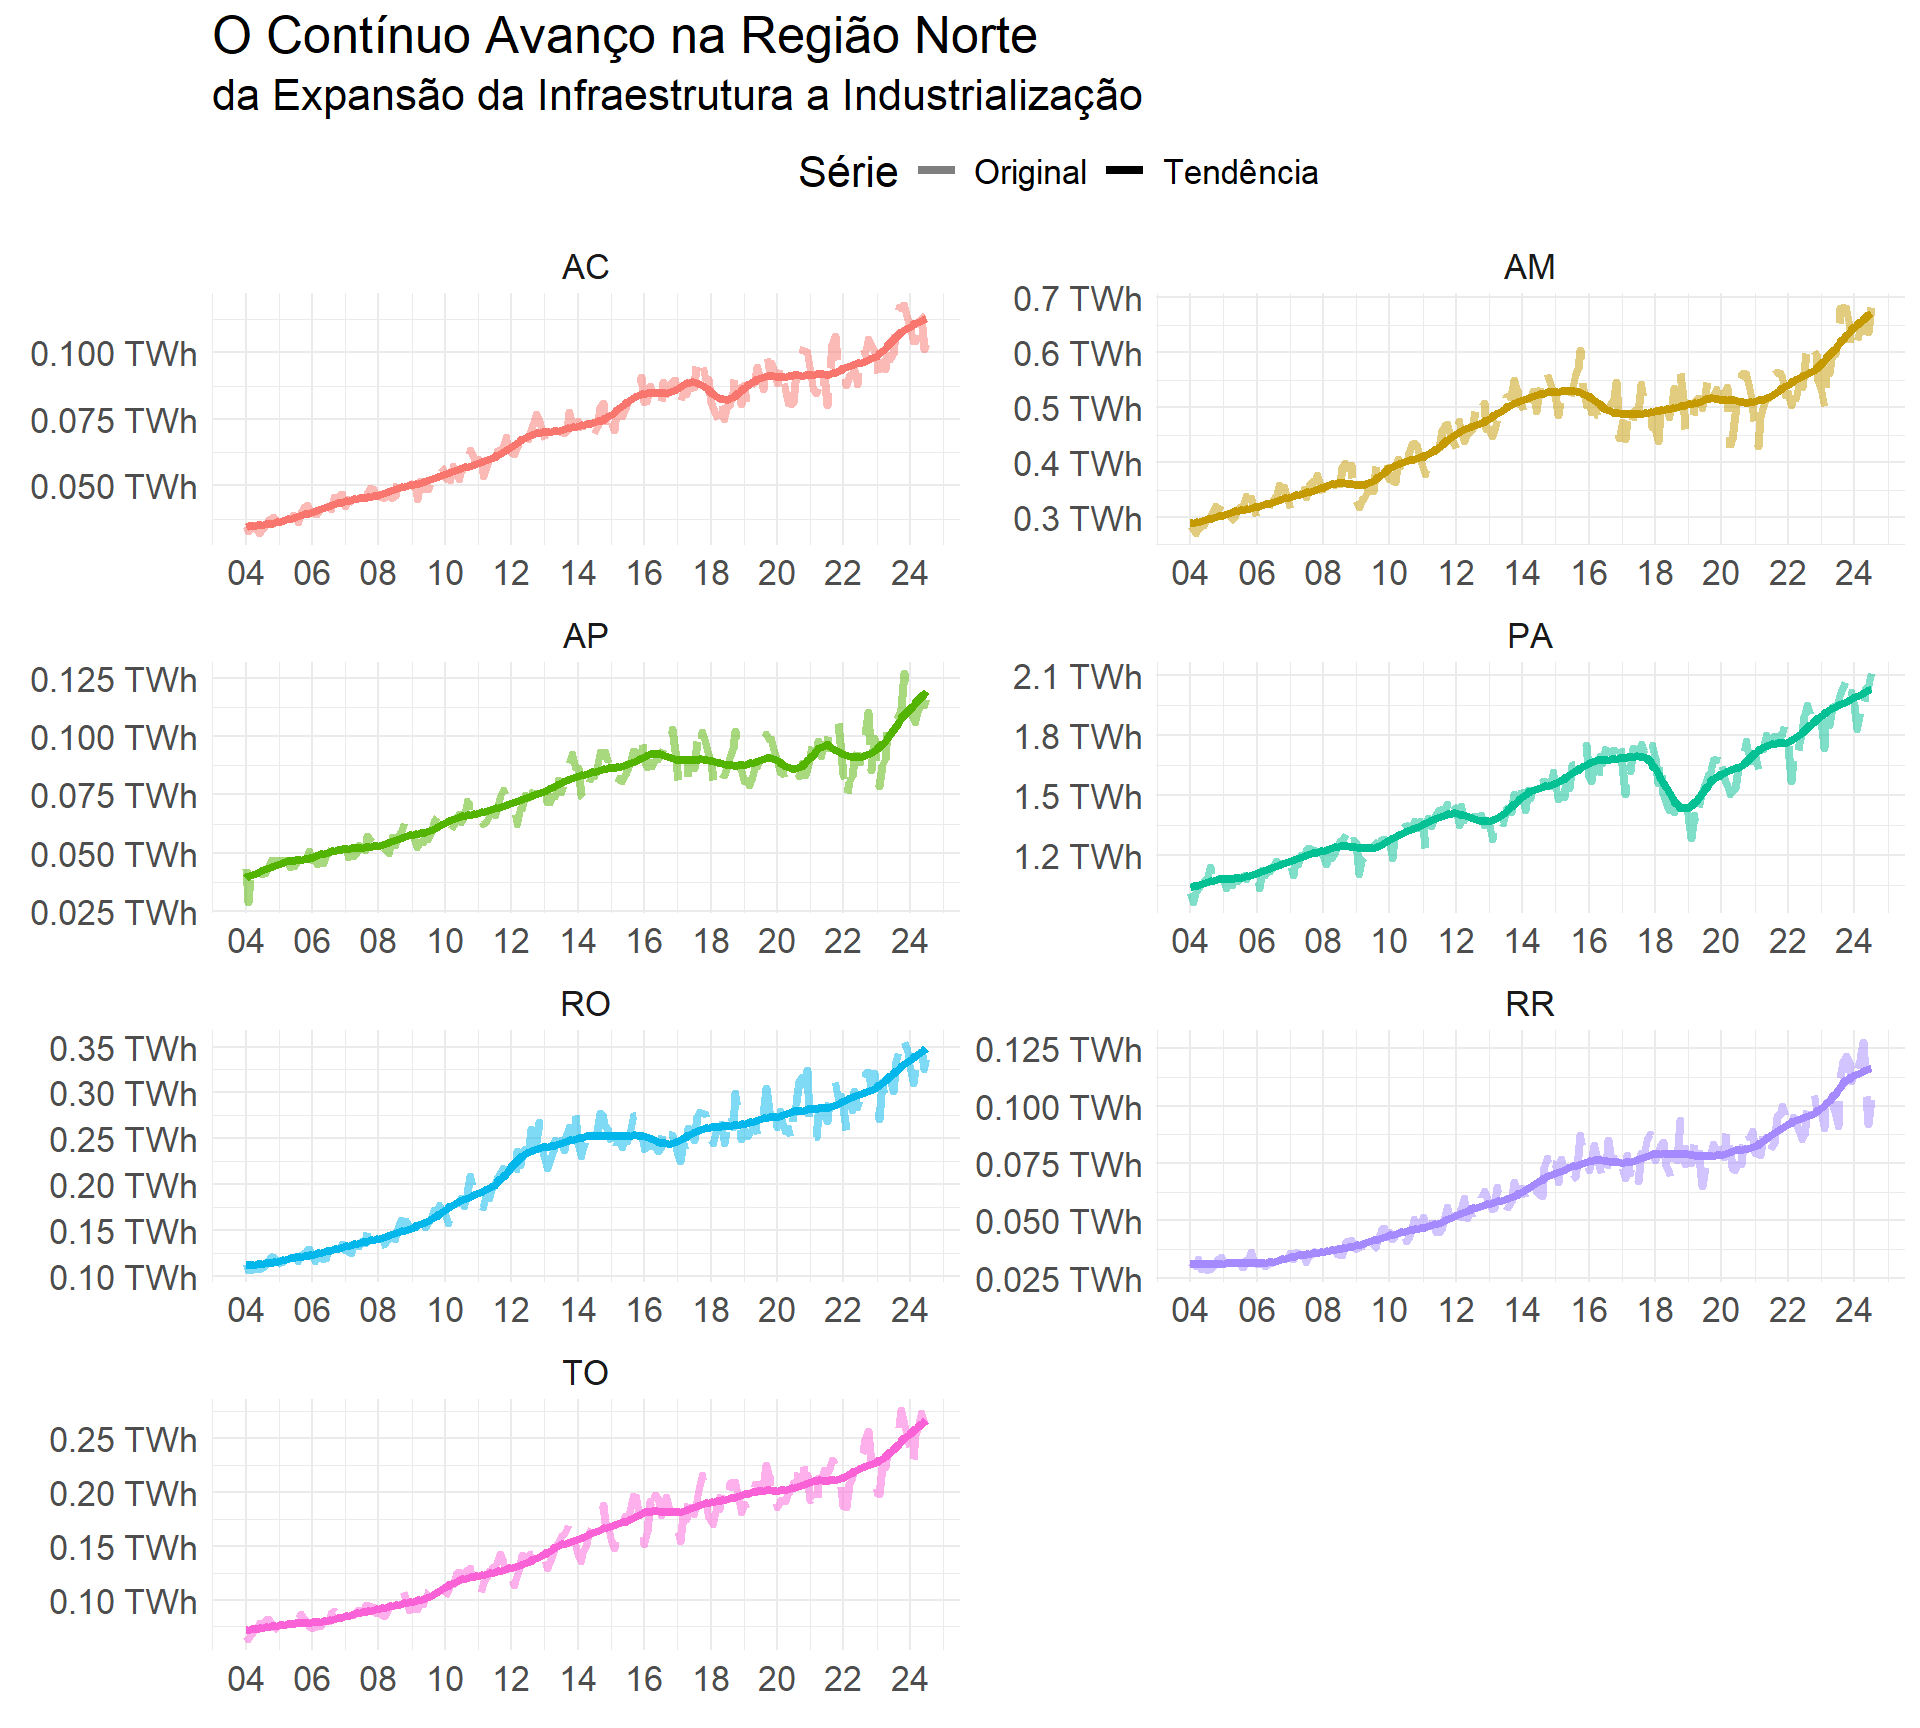 O Contínuo Avanço na Região Norte
da Expansão da Infraestrutura a Industrialização
Série Original Tendência
AC
0.100 TWh
0.075 TWh
0.050 TWh
04 06 08 10 12 14 16 18 20 22 24
AM
0.7 TWh
0.6 TWh
0.5 TWh
0.4 TWh
0.3 TWh
04 06 08 10 12 14 16 18 20 22 24
AP
0.125 TWh
0.100 TWh
0.075 TWh
0.050 TWh
0.025 TWh
04 06 08 10 12 14 16 18 20 22 24
PA
2.1 TWh
1.8 TWh
1.5 TWh
1.2 TWh
04 06 08 10 12 14 16 18 20 22 24
RO
0.35 TWh
0.30 TWh
0.25 TWh
0.20 TWh
0.15 TWh
0.10 TWh
04 06 08 10 12 14 16 18 20 22 24
RR
0.125 TWh
0.100 TWh
0.075 TWh
0.050 TWh
0.025 TWh
04 06 08 10 12 14 16 18 20 22 24
TO
0.25 TWh
0.20 TWh
0.15 TWh
0.10 TWh
04 06 08 10 12 14 16 18 20 22 24